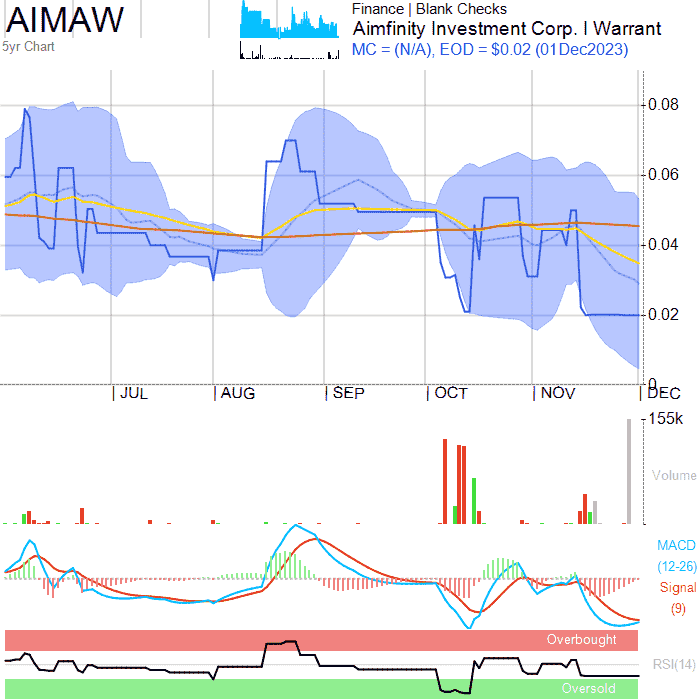 AIMAW
5yr Chart
Finance | Blank Checks
Aimfinity Investment Corp. I Warrant
MC = (N/A), EOD = $0.02 (01Dec2023)
0.08
0.06
0.04
0.02
0
JUL AUG SEP OCT NOV DEC
155k
Volume
MACD
(12-26)
Signal
(9)
Overbought
RSI(14)
Oversold